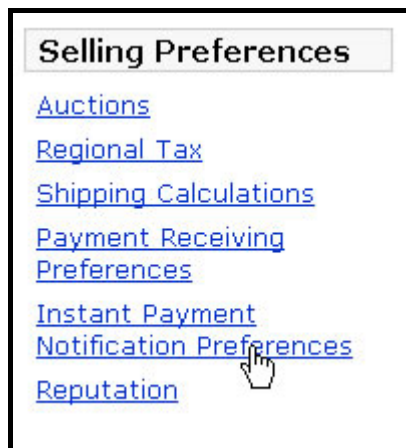 Selling Preferences
Auctions
Regional Tax
Shipping Calculations
Payment Receiving
Preferences
Instant Payment
Notification Preferences
Reputation